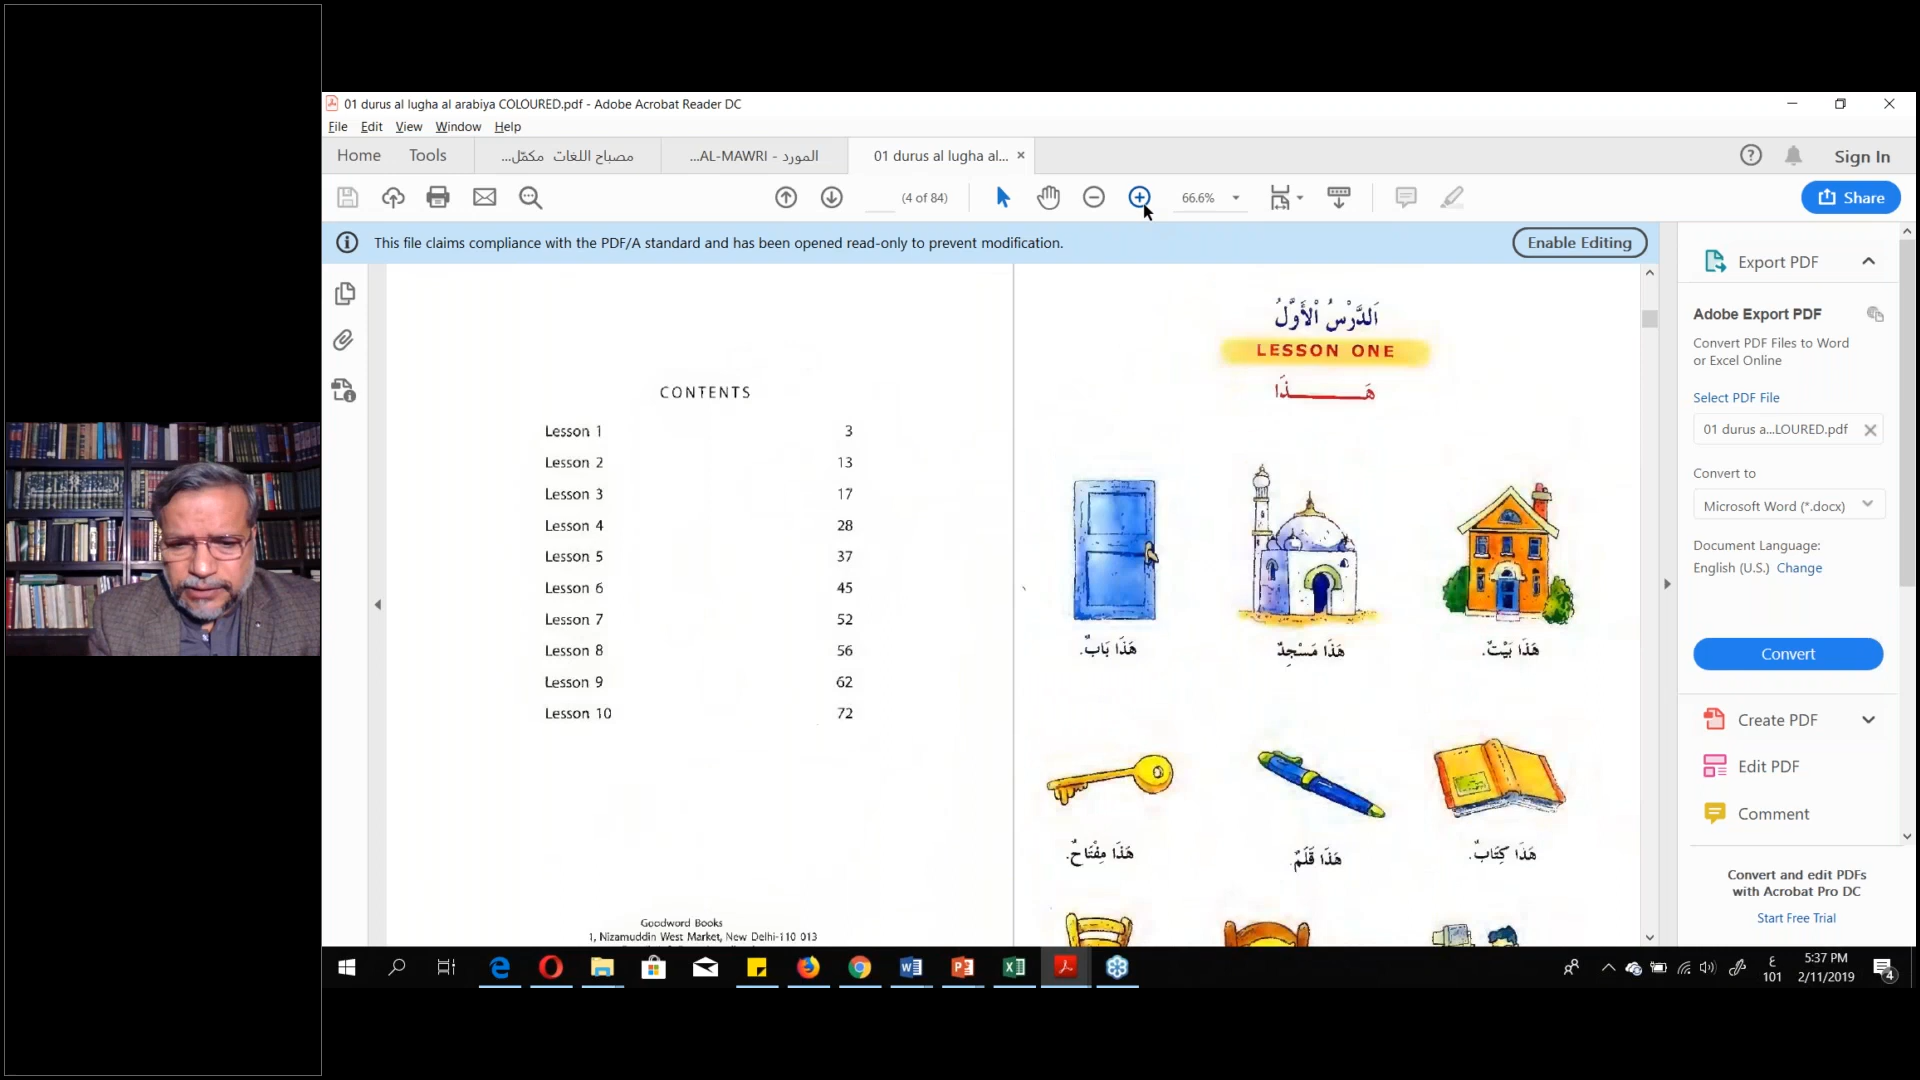 01 durus al lugha al arabiya COLOURED.pdf - Adobe Acrobat Reader DC
File Edit View Window Help
Home Tools مصباح اللغات مكمّل... المورد - AL-MAWRI... 01 durus al lugha al... × Sign In
(4 of 84) 66.6% Share
This file claims compliance with the PDF/A standard and has been opened read-only to prevent modification. Enable Editing
CONTENTS
Lesson 1 3
Lesson 2 13
Lesson 3 17
Lesson 4 28
Lesson 5 37
Lesson 6 45
Lesson 7 52
Lesson 8 56
Lesson 9 62
Lesson 10 72
Goodword Books
1, Nizamuddin West Market, New Delhi-110 013
اَلدَّرْسُ الْأَوَّلُ
LESSON ONE
هَـــــذَا
هَذَا بَيْتٌ. هَذَا مَسْجِدٌ هَذَا بَابٌ.
هَذَا كِتَابٌ. هَذَا قَلَمٌ هَذَا مِفْتَاحٌ.
Export PDF
Adobe Export PDF
Convert PDF Files to Word
or Excel Online
Select PDF File
01 durus a...LOURED.pdf
Convert to
Microsoft Word (*.docx)
Document Language:
English (U.S.) Change
Convert
Create PDF
Edit PDF
Comment
Convert and edit PDFs
with Acrobat Pro DC
Start Free Trial
ع
101
5:37 PM
2/11/2019
4